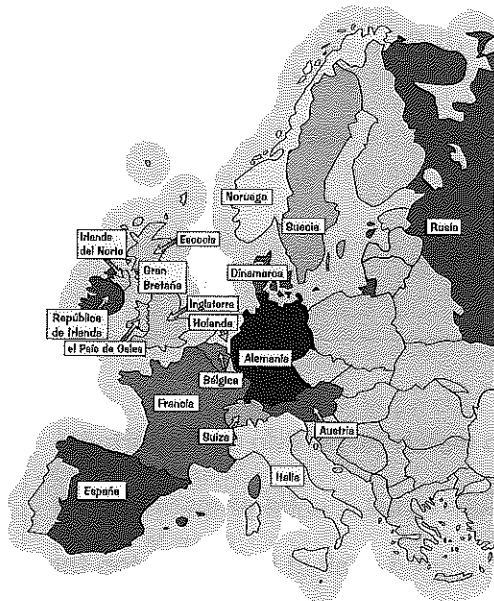 Noruega
Suecia
Rusia
Irlanda
del Norte
Escocia
Gran
Bretaña
Dinamarca
Inglaterra
Holanda
República
de Irlanda
el País de Gales
Alemania
Bélgica
Francia
Suiza
Austria
Italia
España